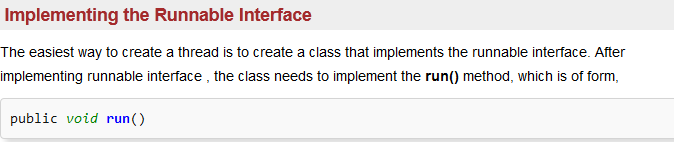 Implementing the Runnable Interface
The easiest way to create a thread is to create a class that implements the runnable interface. After
implementing runnable interface , the class needs to implement the run() method, which is of form,
public void run()